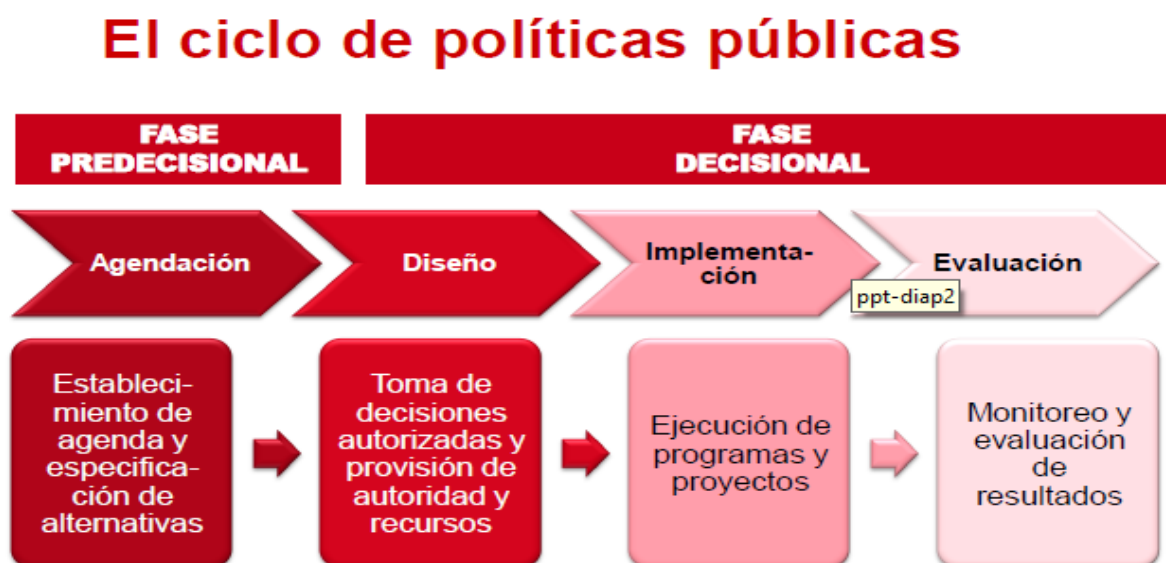 El ciclo de políticas públicas
FASE
PREDECISIONAL
FASE
DECISIONAL
Agendación
Diseño
Implementa-
ción
Evaluación
ppt-diap2
Estableci-
miento de
agenda y
especifica-
ción de
alternativas
Toma de
decisiones
autorizadas y
provisión de
autoridad y
recursos
Ejecución de
programas y
proyectos
Monitoreo y
evaluación
de
resultados